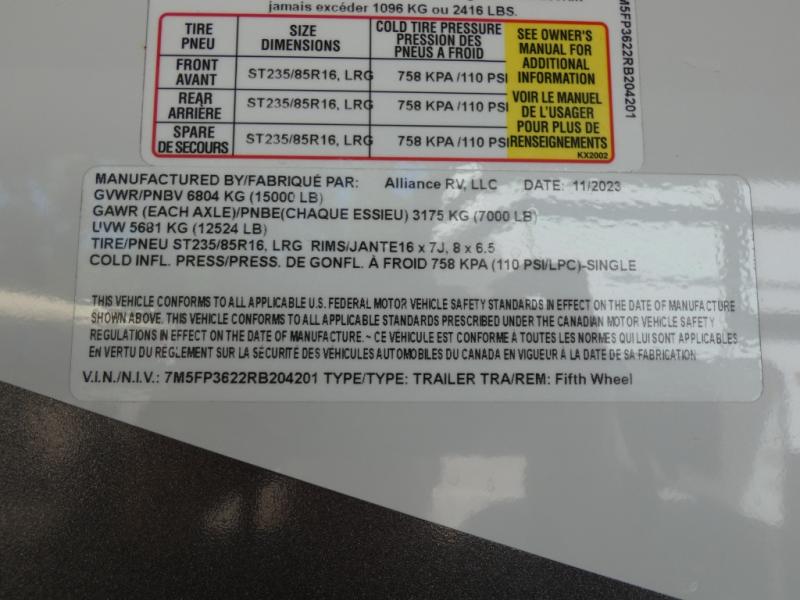 jamais excéder 1096 KG ou 2416 LBS.
TIRE PNEU
SIZE DIMENSIONS
COLD TIRE PRESSURE PRESSION DES PNEUS A FROID
SEE OWNER'S MANUAL FOR ADDITIONAL INFORMATION
FRONT AVANT
ST235/85R16, LRG
758 KPA /110 PSI
REAR ARRIÈRE
ST235/85R16, LRG
758 KPA /110 PSI
VOIR LE MANUEL DE L'USAGER POUR PLUS DE RENSEIGNEMENTS
SPARE DE SECOURS
ST235/85R16, LRG
758 KPA /110 PSI
KX2002
7M5FP3622RB204201
MANUFACTURED BY/FABRIQUÉ PAR: Alliance RV, LLC DATE: 11/2023
GVWR/PNBV 6804 KG (15000 LB)
GAWR (EACH AXLE)/PNBE(CHAQUE ESSIEU) 3175 KG (7000 LB)
UVW 5681 KG (12524 LB)
TIRE/PNEU ST235/85R16, LRG RIMS/JANTE16 x 7J, 8 x 6.5
COLD INFL. PRESS/PRESS. DE GONFL. À FROID 758 KPA (110 PSI/LPC)-SINGLE
THIS VEHICLE CONFORMS TO ALL APPLICABLE U.S. FEDERAL MOTOR VEHICLE SAFETY STANDARDS IN EFFECT ON THE DATE OF MANUFACTURE
SHOWN ABOVE. THIS VEHICLE CONFORMS TO ALL APPLICABLE STANDARDS PRESCRIBED UNDER THE CANADIAN MOTOR VEHICLE SAFETY
REGULATIONS IN EFFECT ON THE DATE OF MANUFACTURE.~ CE VÉHICULE EST CONFORME À TOUTES LES NORMES QUI LUI SONT APPLICABLES
EN VERTU DU RÈGLEMENT SUR LA SÉCURITÉ DES VÉHICULES AUTOMOBILES DU CANADA EN VIGUEUR À LA DATE DE SA FABRICATION
V.I.N./N.I.V.: 7M5FP3622RB204201 TYPE/TYPE: TRAILER TRA/REM: Fifth Wheel